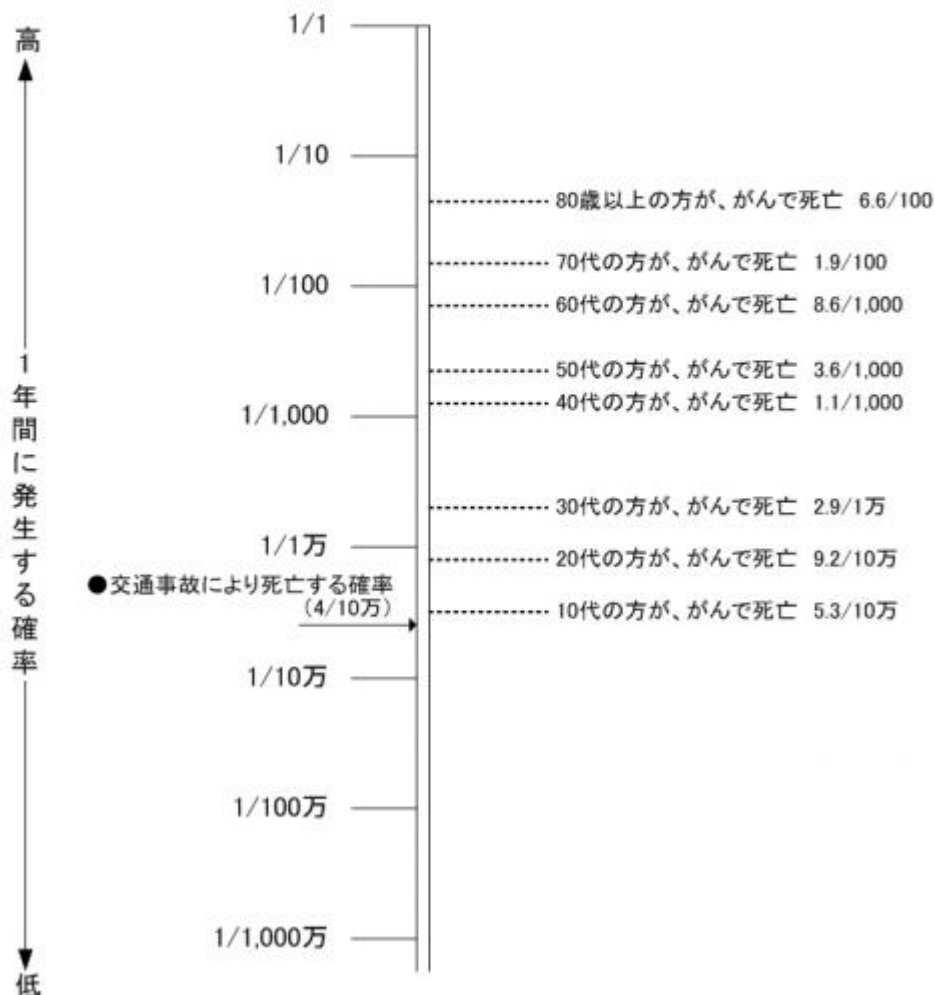 高
1/1
1/10
80歳以上の方が、がんで死亡 6.6/100
70代の方が、がんで死亡 1.9/100
1/100
60代の方が、がんで死亡 8.6/1,000
50代の方が、がんで死亡 3.6/1,000
40代の方が、がんで死亡 1.1/1,000
1/1,000
1年間に発生する確率
30代の方が、がんで死亡 2.9/1万
1/1万
20代の方が、がんで死亡 9.2/10万
●交通事故により死亡する確率
(4/10万)
10代の方が、がんで死亡 5.3/10万
1/10万
1/100万
1/1,000万
低